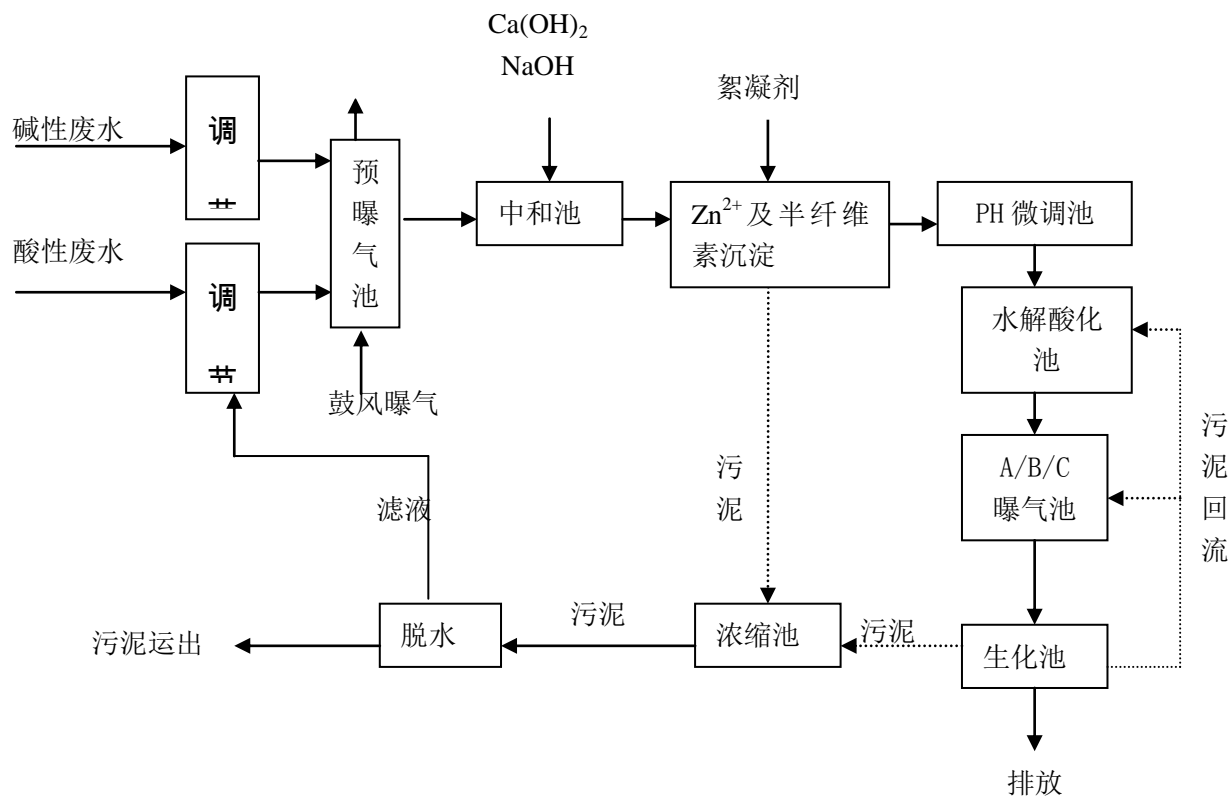 Ca(OH)2
NaOH
絮凝剂
碱性废水
调
预
曝
气
池
中和池
Zn2+及半纤维
素沉淀
PH 微调池
酸性废水
调
水解酸化
池
鼓风曝气
A/B/C
曝气池
污
泥
回
流
污
泥
滤液
污泥运出
脱水
污泥
浓缩池
污泥
生化池
排放